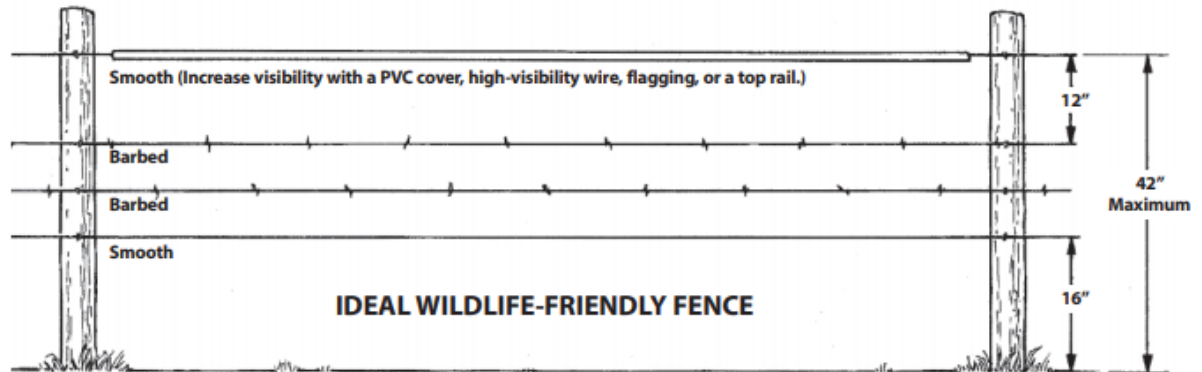 Smooth (Increase visibility with a PVC cover, high-visibility wire, flagging, or a top rail.)
12″
Barbed
Barbed
42″
Maximum
Smooth
16″
IDEAL WILDLIFE-FRIENDLY FENCE